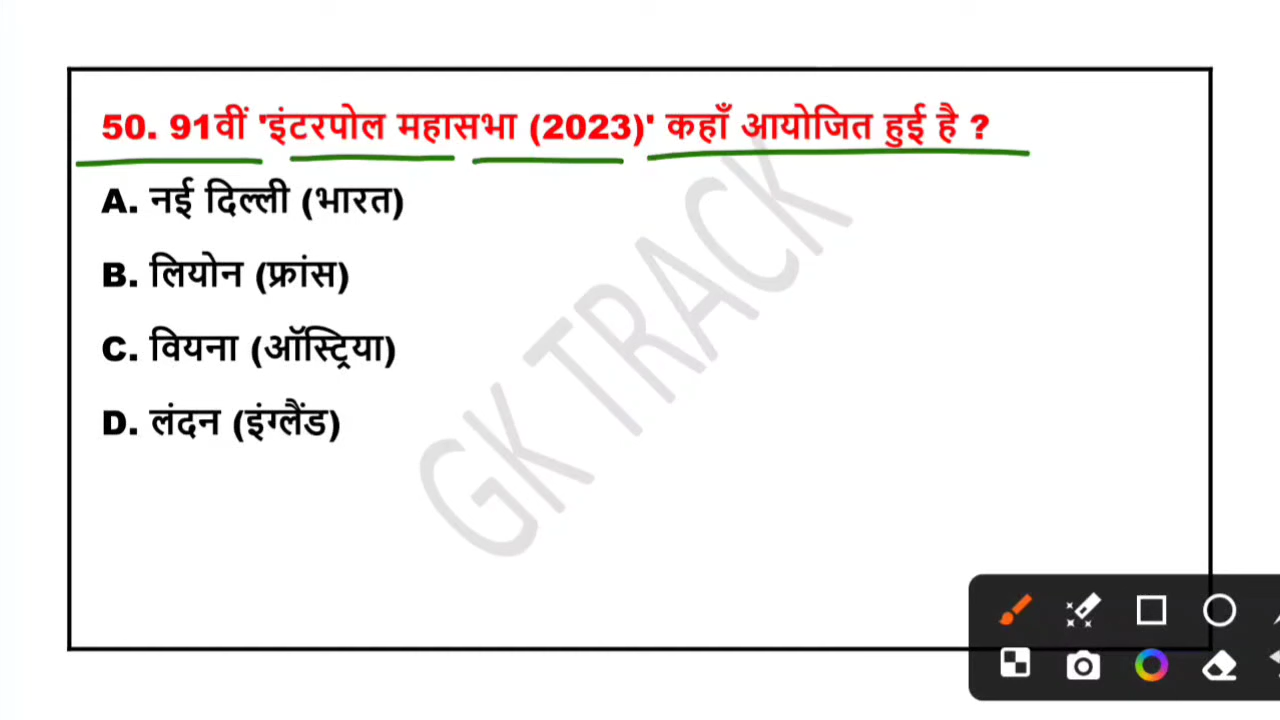 50. 91वीं 'इंटरपोल महासभा (2023)' कहाँ आयोजित हुई है ?
A. नई दिल्ली (भारत)
B. लियोन (फ्रांस)
C. वियना (ऑस्ट्रिया)
D. लंदन (इंग्लैंड)
GK TRACK